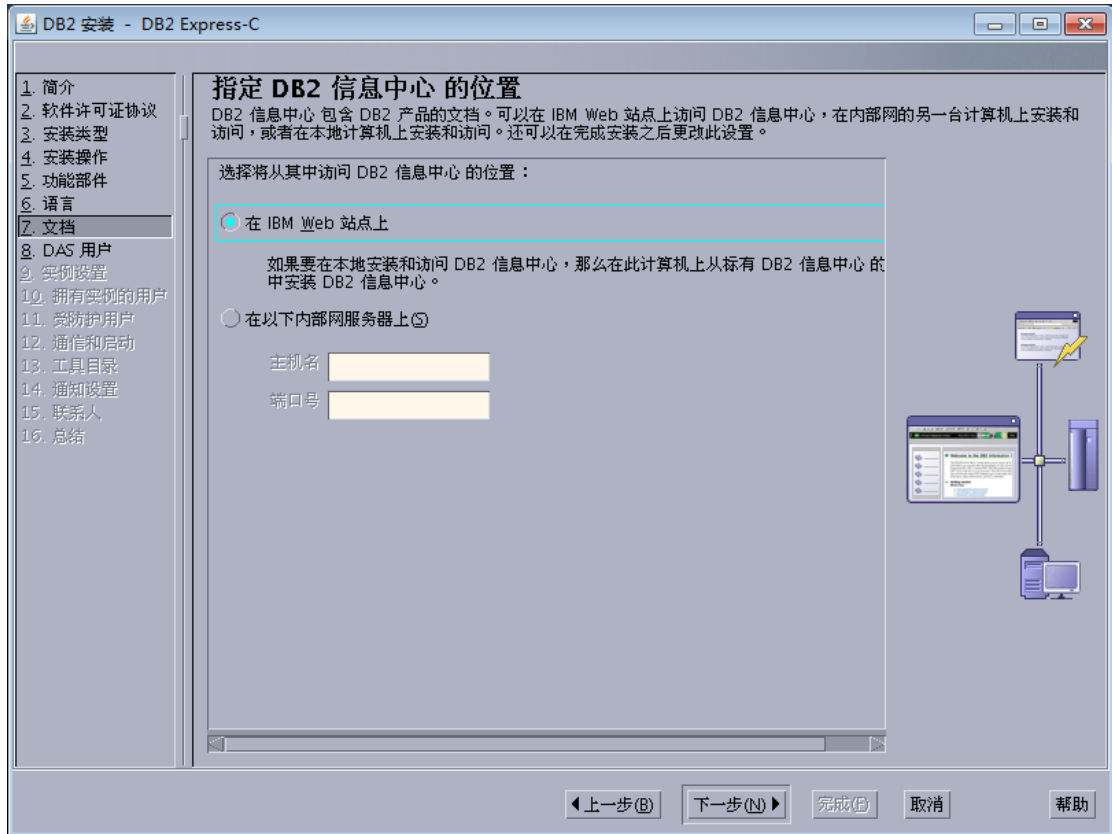 DB2 安装 - DB2 Express-C
1. 简介
2. 软件许可证协议
3. 安装类型
4. 安装操作
5. 功能部件
6. 语言
7. 文档
8. DAS 用户
9. 实例设置
10. 拥有实例的用户
11. 受防护用户
12. 通信和启动
13. 工具目录
14. 通知设置
15. 联系人
16. 总结
指定 DB2 信息中心 的位置
DB2 信息中心 包含 DB2 产品的文档。可以在 IBM Web 站点上访问 DB2 信息中心，在内部网的另一台计算机上安装和
访问，或者在本地计算机上安装和访问。还可以在完成安装之后更改此设置。
选择将从其中访问 DB2 信息中心 的位置：
在 IBM Web 站点上
如果要在本地安装和访问 DB2 信息中心，那么在此计算机上从标有 DB2 信息中心 的
中安装 DB2 信息中心。
在以下内部网服务器上(S)
主机名
端口号
上一步(B)
下一步(N)
完成(F)
取消
帮助